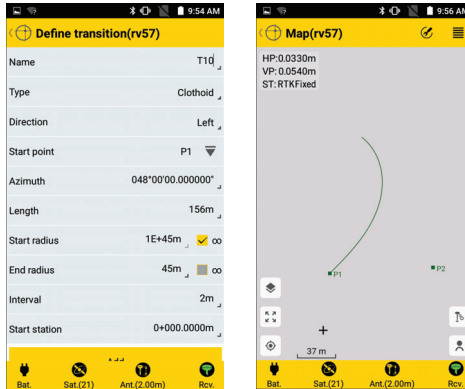 9:54 AM
Define transition(rv57)
Name T10
Type Clothoid
Direction Left
Start point P1
Azimuth 048°00'00.000000"
Length 156m
Start radius 1E+45m ∞
End radius 45m ∞
Interval 2m
Start station 0+000.0000m
Bat. Sat.(21) Ant.(2.00m) Rcv.
9:56 AM
Map(rv57)
HP:0.0330m
VP: 0.0540m
ST: RTKFixed
P1
P2
37 m
Bat. Sat.(21) Ant.(2.00m) Rcv.